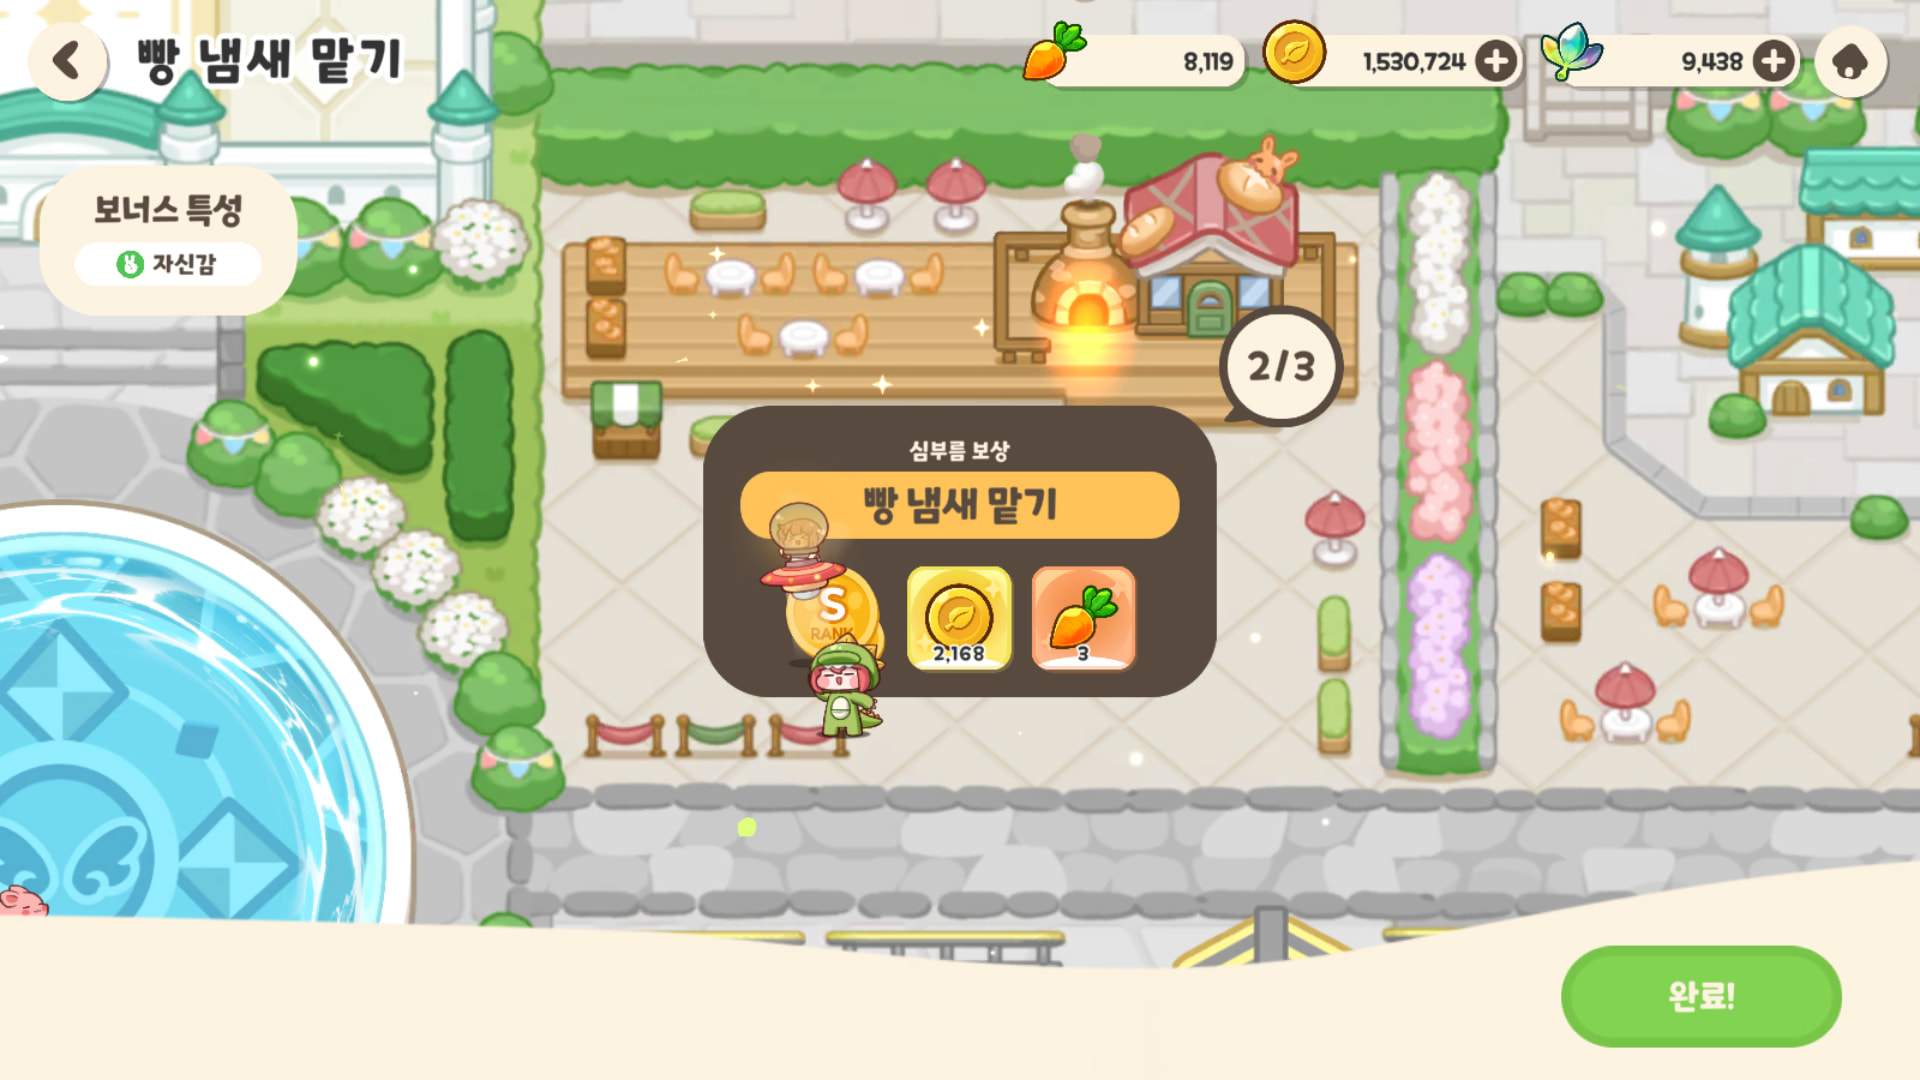 빵 냄새 맡기
8,119
1,530,724
9,438
보너스 특성
자신감
2/3
심부름 보상
빵 냄새 맡기
S
RANK
2,168
3
완료!